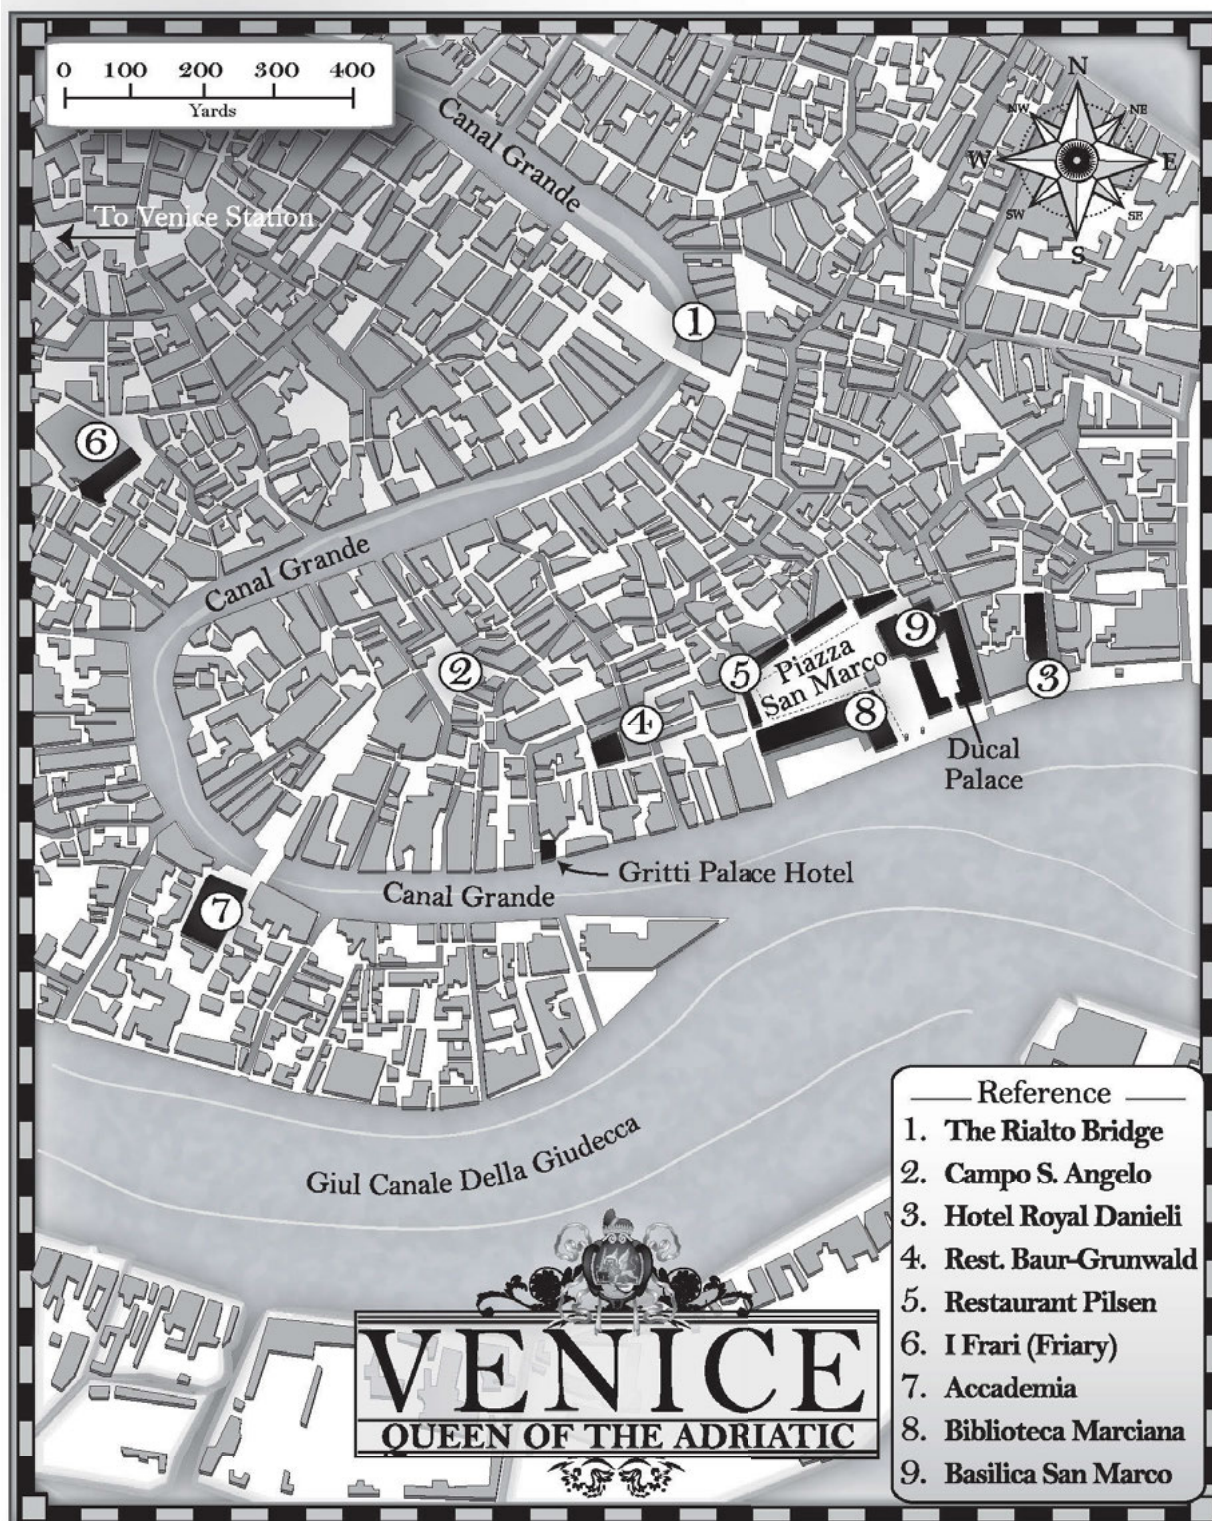 0 100 200 300 400
Yards
N
NW NE
W E
SW SE
S
Canal Grande
To Venice Station
1
6
Canal Grande
2
9
5
Piazza
San Marco
3
4
8
Ducal
Palace
Gritti Palace Hotel
Canal Grande
7
Giul Canale Della Giudecca
Reference
1. The Rialto Bridge
2. Campo S. Angelo
3. Hotel Royal Danieli
4. Rest. Baur-Grunwald
5. Restaurant Pilsen
6. I Frari (Friary)
7. Accademia
8. Biblioteca Marciana
9. Basilica San Marco
VENICE
QUEEN OF THE ADRIATIC